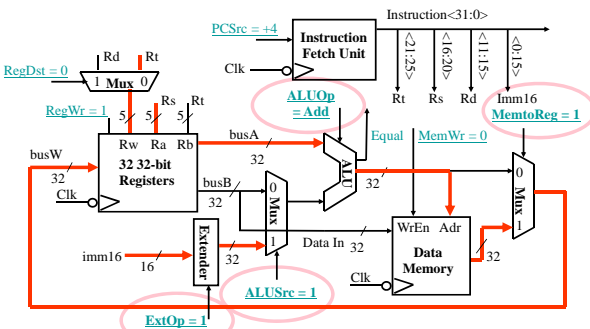 Instruction<31:0>
PCSrc = +4
Instruction
Fetch Unit
Clk
<21:25>
<16:20>
<11:15>
<0:15>
Rt
Rs
Rd
Imm16
Rd
Rt
RegDst = 0
1 Mux 0
ALUOp
= Add
MemtoReg = 1
RegWr = 1
Rs
Rt
5
5
5
busA
Equal
MemWr = 0
Rw Ra Rb
busW
32
32 32-bit
Registers
Clk
32
ALU
32
0
Mux
1
busB
32
0
Mux
1
WrEn Adr
Data In
32
Data
Memory
32
Clk
imm16
16
Extender
32
ALUSrc = 1
ExtOp = 1